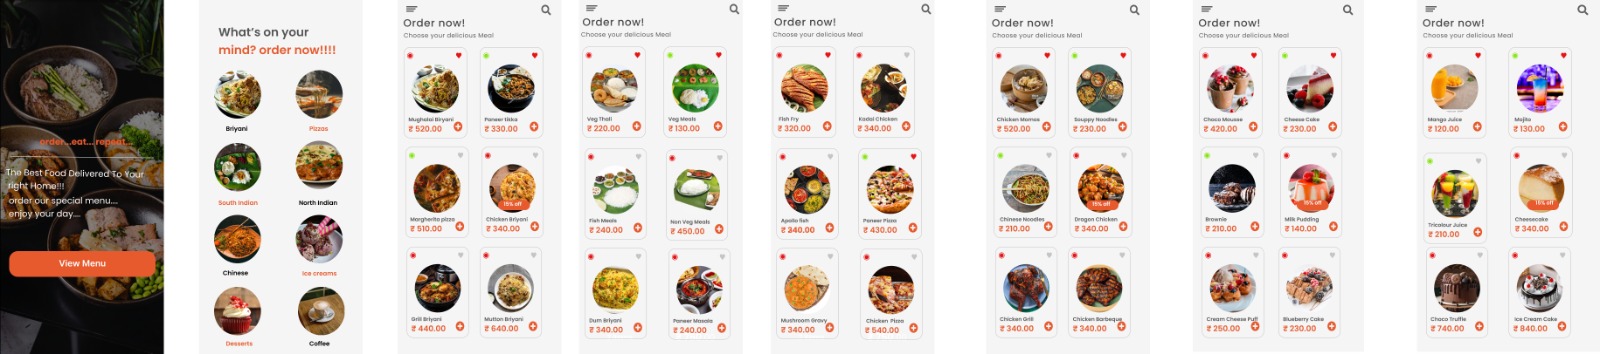 order...eat... repeat...
The Best Food Delivered To Your
right Home!!!
order our special menu....
enjoy your day....
View Menu
What's on your
mind? order now!!!!
Briyani
Pizzas
South Indian
North Indian
Chinese
Ice creams
Desserts
Coffee
Order now!
Choose your delicious Meal
Mughalai Briyani
₹ 520.00
Paneer tikka
₹ 330.00
Margherita pizza
₹ 510.00
15% off
Chicken Briyani
₹ 340.00
Grill Briyani
₹ 440.00
Mutton Briyani
₹ 640.00
Order now!
Choose your delicious Meal
Veg Thali
₹ 220.00
Veg Meals
₹ 130.00
Fish Meals
₹ 240.00
Non Veg Meals
₹ 450.00
Dum Briyani
₹ 340.00
Paneer Masala
₹ 240.00
Order now!
Choose your delicious Meal
Fish Fry
₹ 320.00
Kadai Chicken
₹ 340.00
Apollo fish
₹ 340.00
Paneer Pizza
₹ 430.00
Mushroom Gravy
₹ 340.00
Chicken Pizza
₹ 540.00
Order now!
Choose your delicious Meal
Chicken Momos
₹ 520.00
Souppy Noodles
₹ 230.00
Chinese Noodles
₹ 210.00
15% off
Dragon Chicken
₹ 340.00
Chicken Grill
₹ 340.00
Chicken Barbeque
₹ 340.00
Order now!
Choose your delicious Meal
Choco Mousse
₹ 420.00
Cheese Cake
₹ 230.00
Brownie
₹ 210.00
15% off
Milk Pudding
₹ 140.00
Cream Cheese Puff
₹ 250.00
Blueberry Cake
₹ 230.00
Order now!
Choose your delicious Meal
Mango Juice
₹ 120.00
Mojito
₹ 130.00
Tricolour Juice
₹ 210.00
15% off
Cheesecake
₹ 340.00
Choco Truffle
₹ 740.00
Ice Cream Cake
₹ 840.00